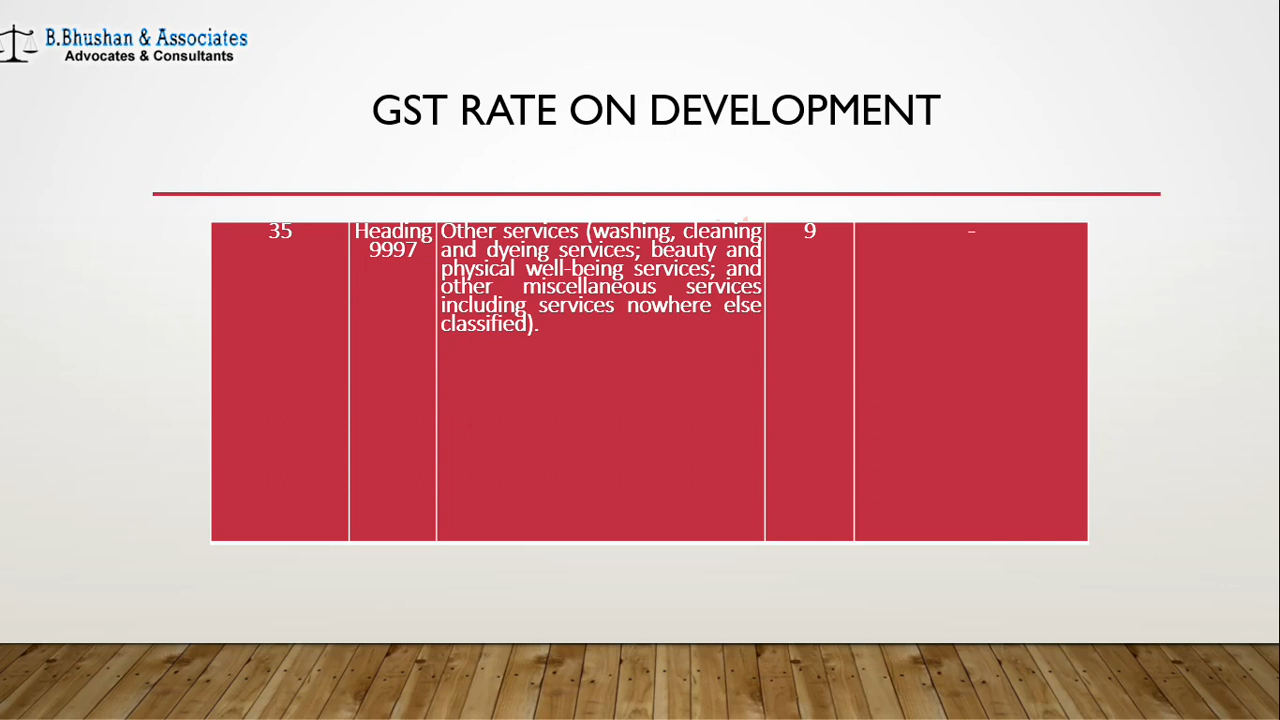 B.Bhushan & Associates
Advocates & Consultants
GST RATE ON DEVELOPMENT
35
Heading
9997
Other services (washing, cleaning
and dyeing services; beauty and
physical well-being services; and
other miscellaneous services
including services nowhere else
classified).
9
-